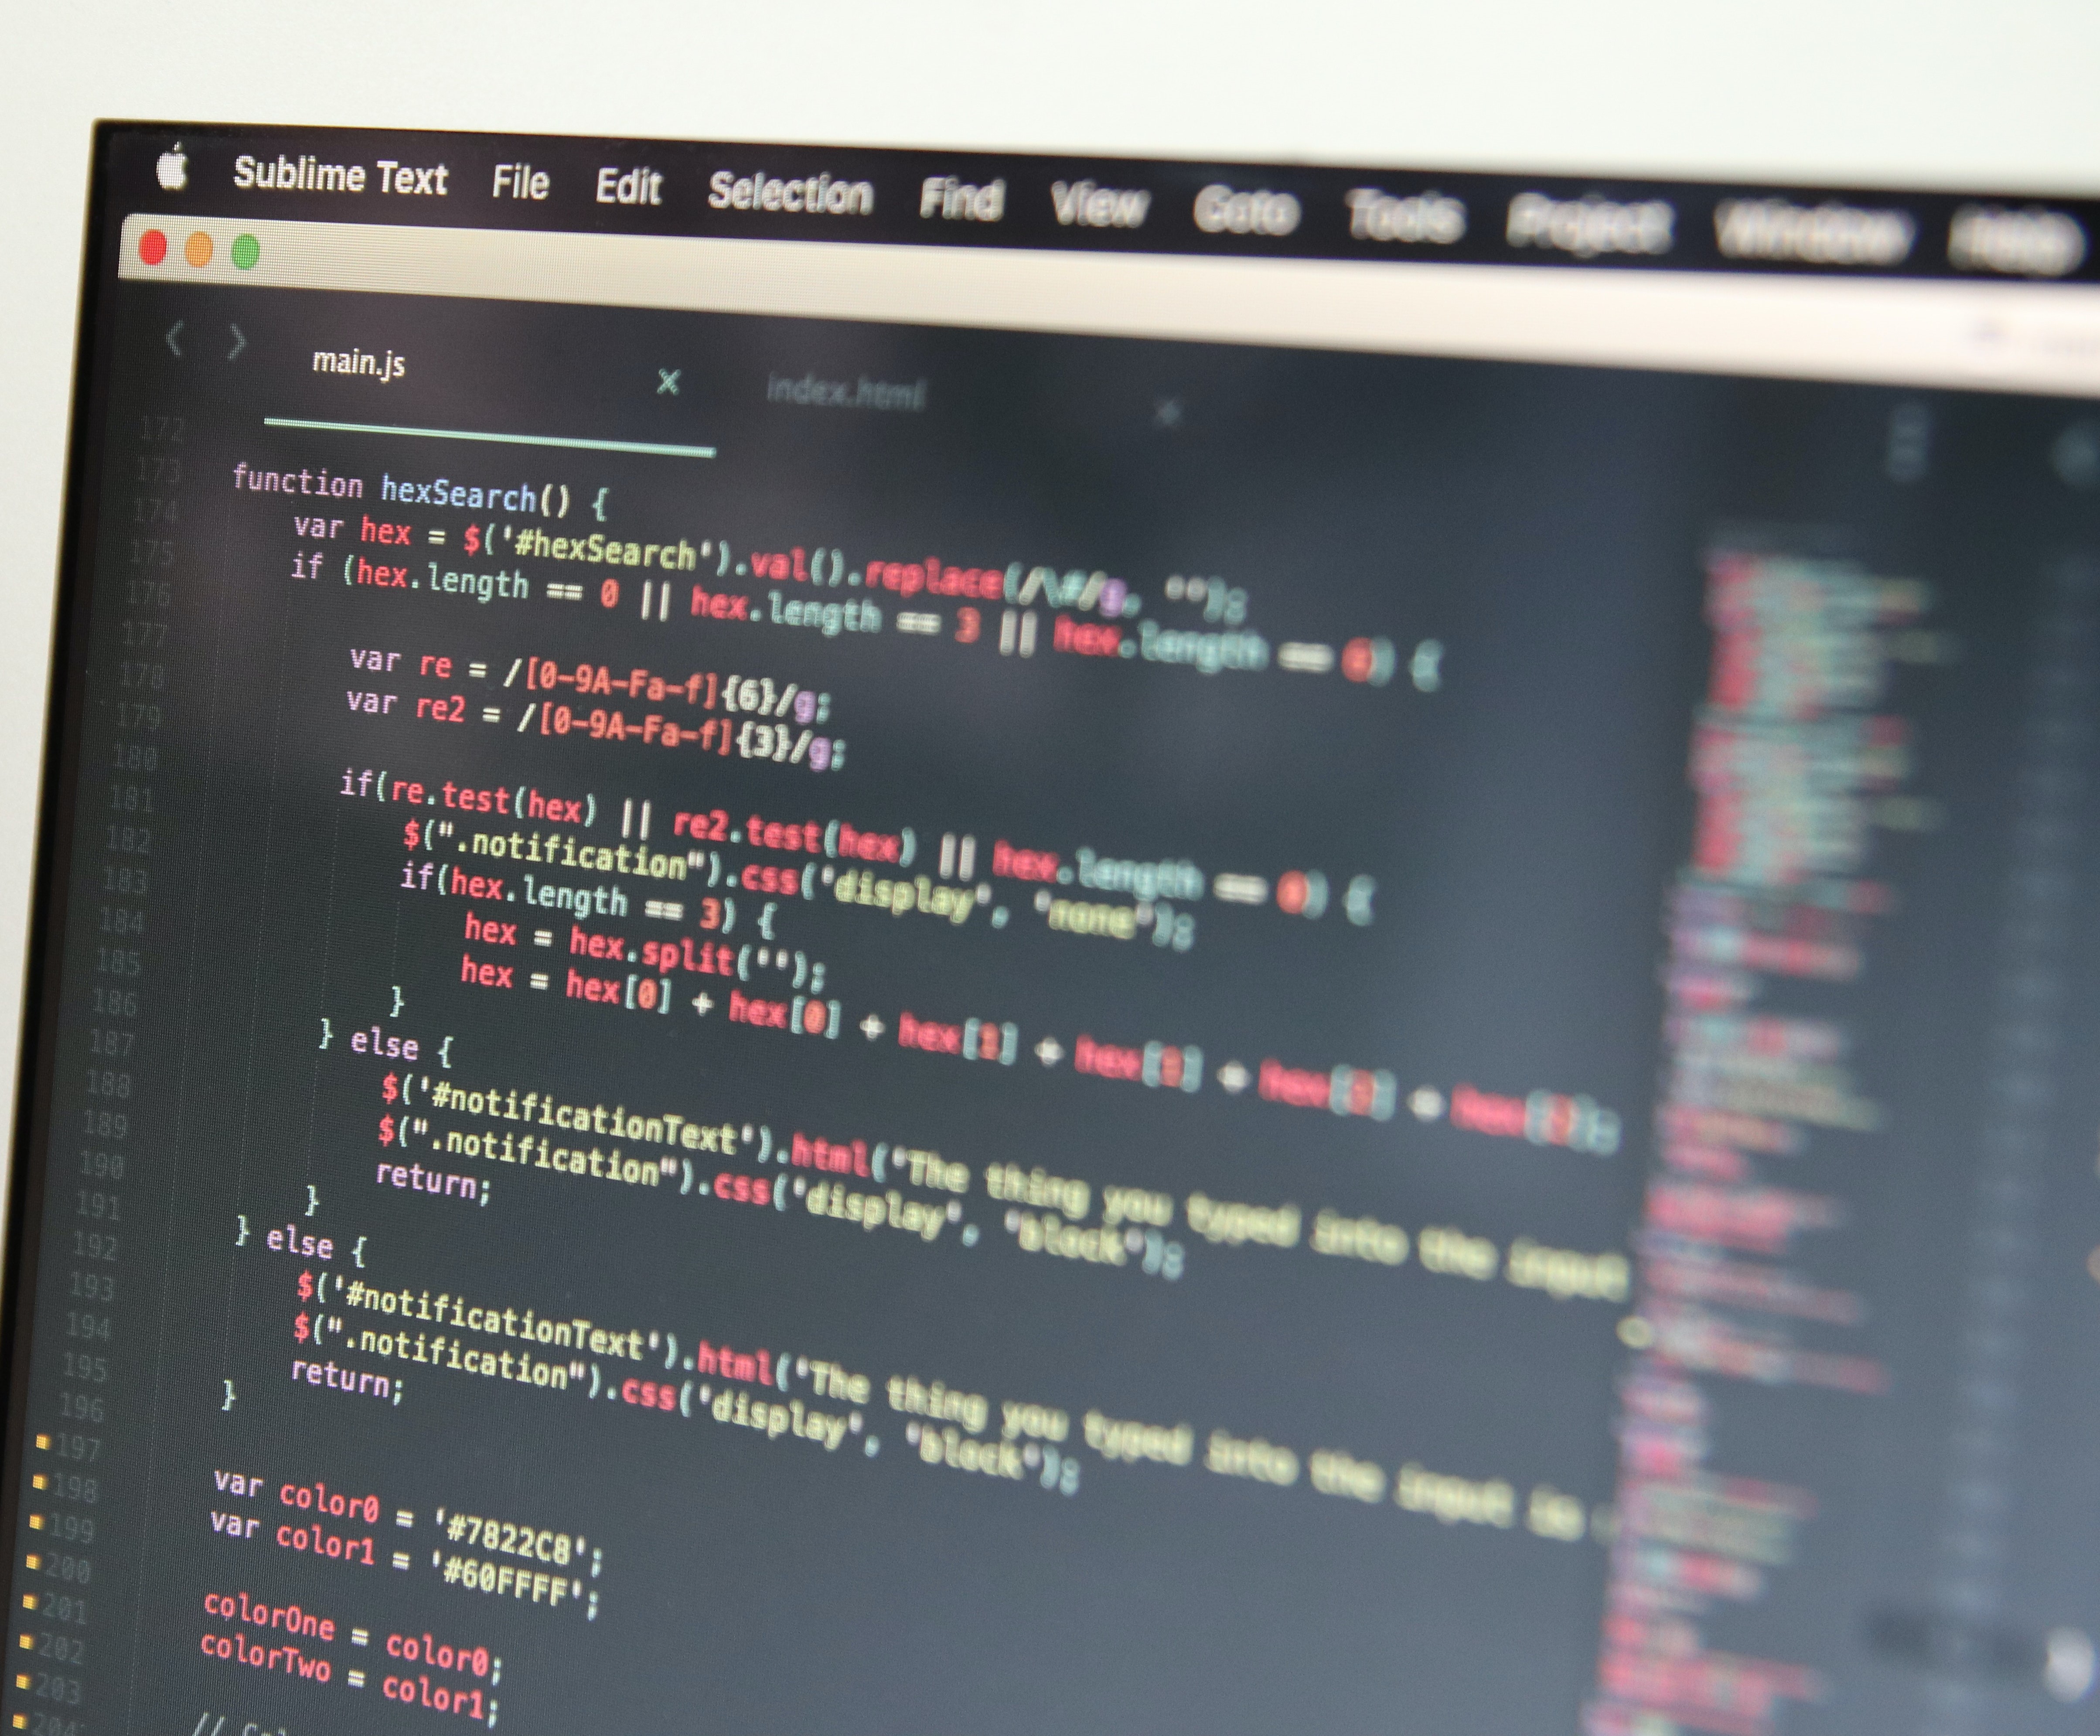 Sublime Text File Edit Selection Find View Goto Tools Project Window Help
main.js
index.html
172
173 function hexSearch() {
174 var hex = $('#hexSearch').val().replace(/\#/g, '');
175 if (hex.length == 0 || hex.length == 3 || hex.length == 6) {
176
177 var re = /[0-9A-Fa-f]{6}/g;
178 var re2 = /[0-9A-Fa-f]{3}/g;
179
180 if(re.test(hex) || re2.test(hex) || hex.length == 0) {
181 $(".notification").css('display', 'none');
182 if(hex.length == 3) {
183 hex = hex.split('');
184 hex = hex[0] + hex[0] + hex[1] + hex[1] + hex[2] + hex[2];
185 }
186 } else {
187 $('#notificationText').html('The thing you typed into the input
188 $(".notification").css('display', 'block');
189 return;
190 }
191 } else {
192 $('#notificationText').html('The thing you typed into the input is
193 $(".notification").css('display', 'block');
194 return;
195 }
196
197 var color0 = '#7822C8';
198 var color1 = '#60FFFF';
199
200 colorOne = color0;
201 colorTwo = color1;
202
203 //
204